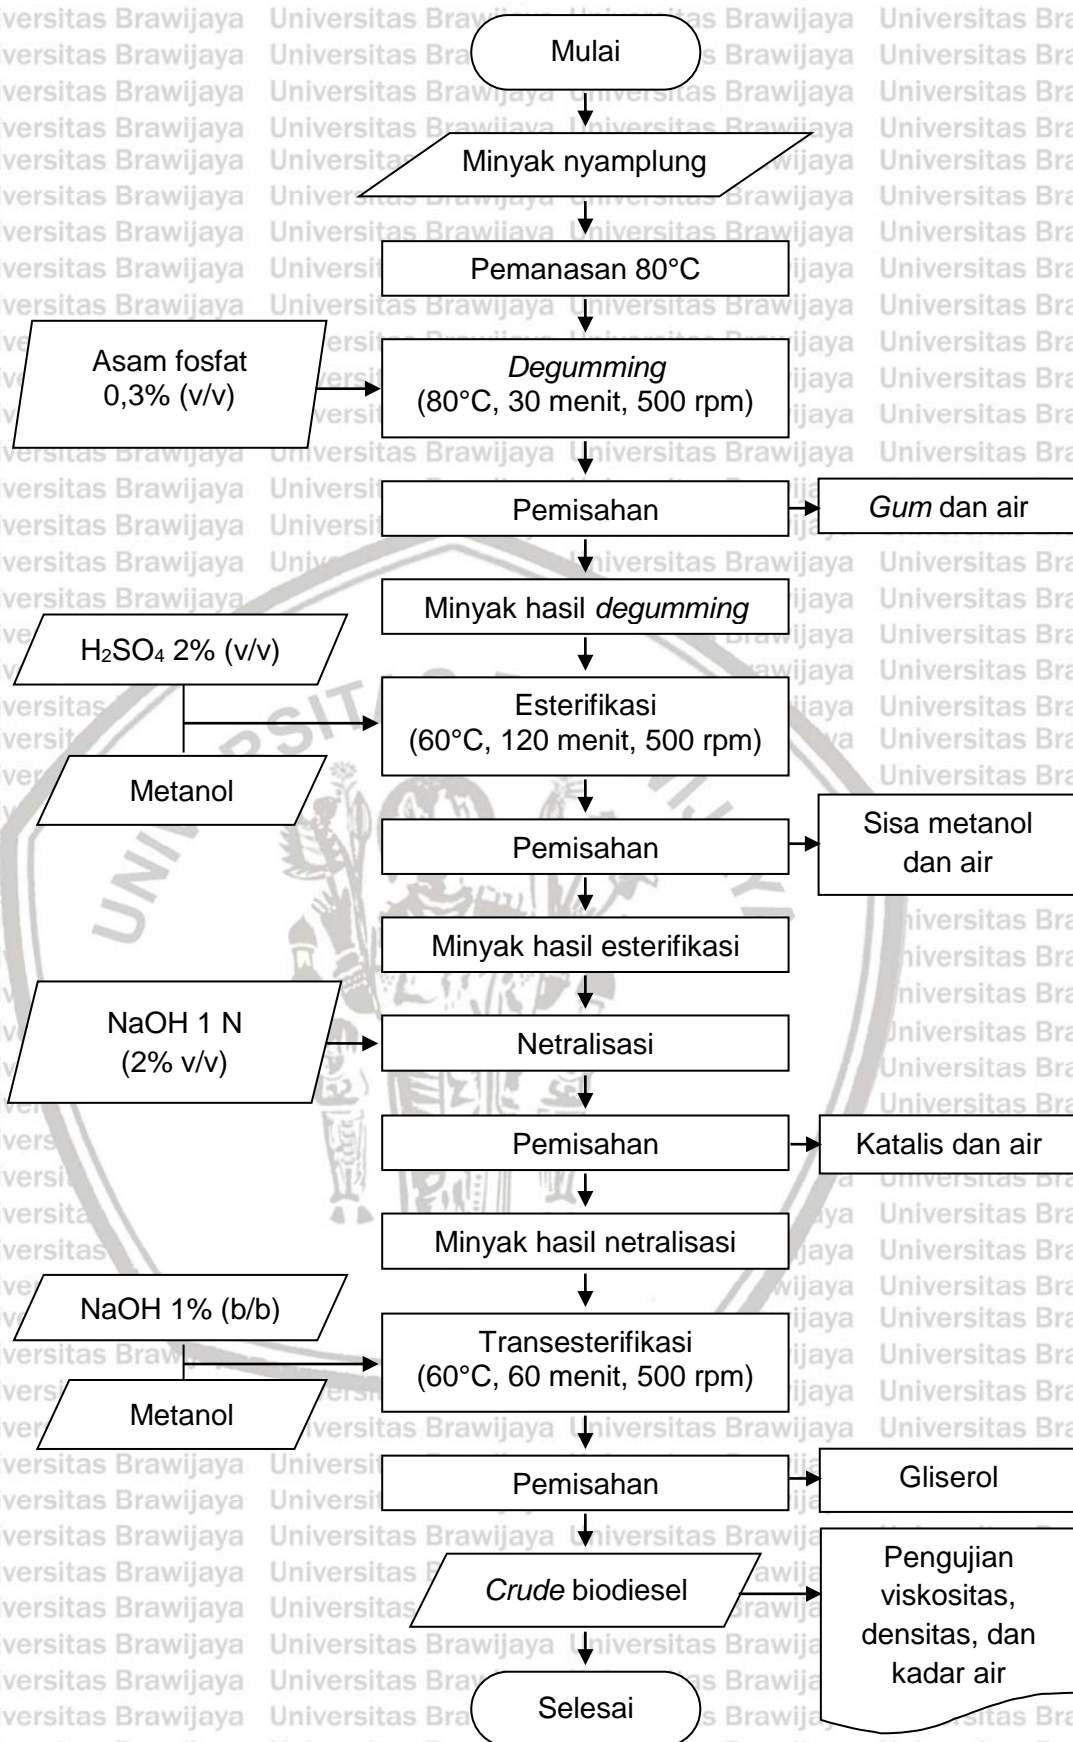 Mulai
Minyak nyamplung
Pemanasan 80°C
Asam fosfat
0,3% (v/v)
Degumming
(80°C, 30 menit, 500 rpm)
Pemisahan
Gum dan air
Minyak hasil degumming
H₂SO₄ 2% (v/v)
Metanol
Esterifikasi
(60°C, 120 menit, 500 rpm)
Pemisahan
Sisa metanol
dan air
Minyak hasil esterifikasi
NaOH 1 N
(2% v/v)
Netralisasi
Pemisahan
Katalis dan air
Minyak hasil netralisasi
NaOH 1% (b/b)
Metanol
Transesterifikasi
(60°C, 60 menit, 500 rpm)
Pemisahan
Gliserol
Crude biodiesel
Pengujian
viskositas,
densitas, dan
kadar air
Selesai